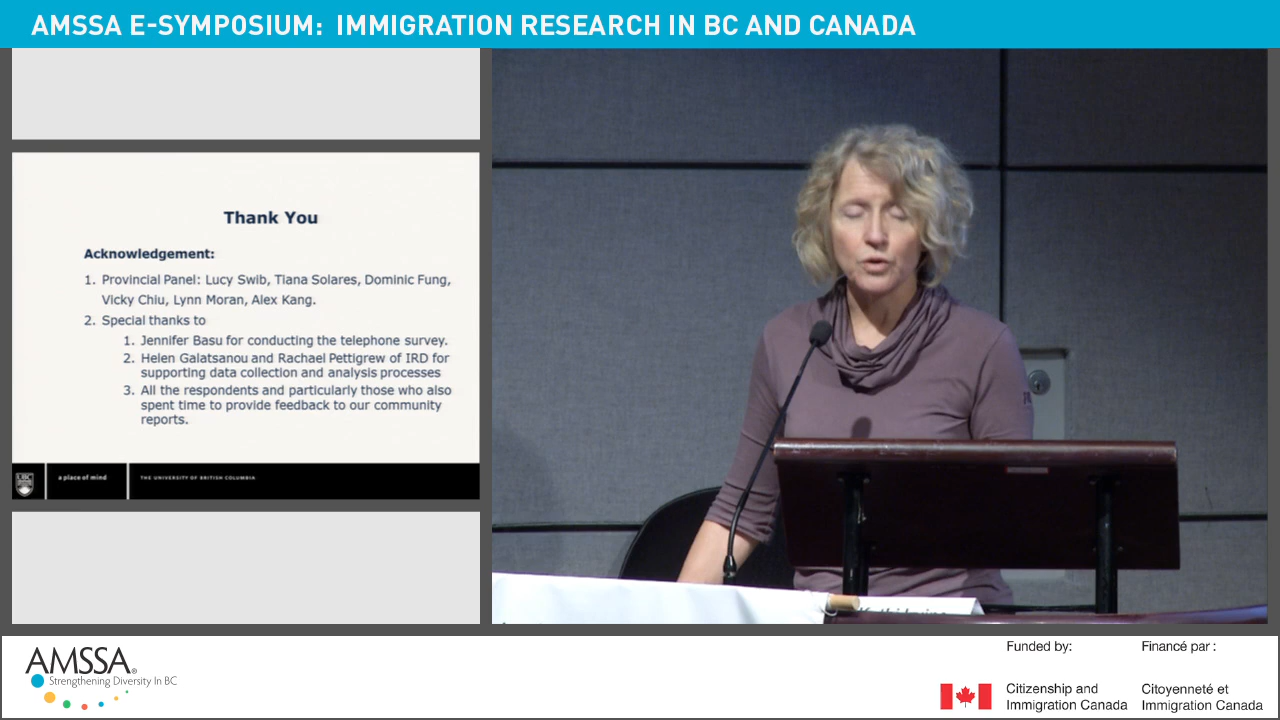 AMSSA E-SYMPOSIUM: IMMIGRATION RESEARCH IN BC AND CANADA
Thank You
Acknowledgement:
1. Provincial Panel: Lucy Swib, Tiana Solares, Dominic Fung,
Vicky Chiu, Lynn Moran, Alex Kang.
2. Special thanks to
1. Jennifer Basu for conducting the telephone survey.
2. Helen Galatsanou and Rachael Pettigrew of IRD for
supporting data collection and analysis processes
3. All the respondents and particularly those who also
spent time to provide feedback to our community
reports.
UBC
a place of mind
THE UNIVERSITY OF BRITISH COLUMBIA
AMSSA®
Strengthening Diversity In BC
Funded by:
Financé par :
Citizenship and
Immigration Canada
Citoyenneté et
Immigration Canada